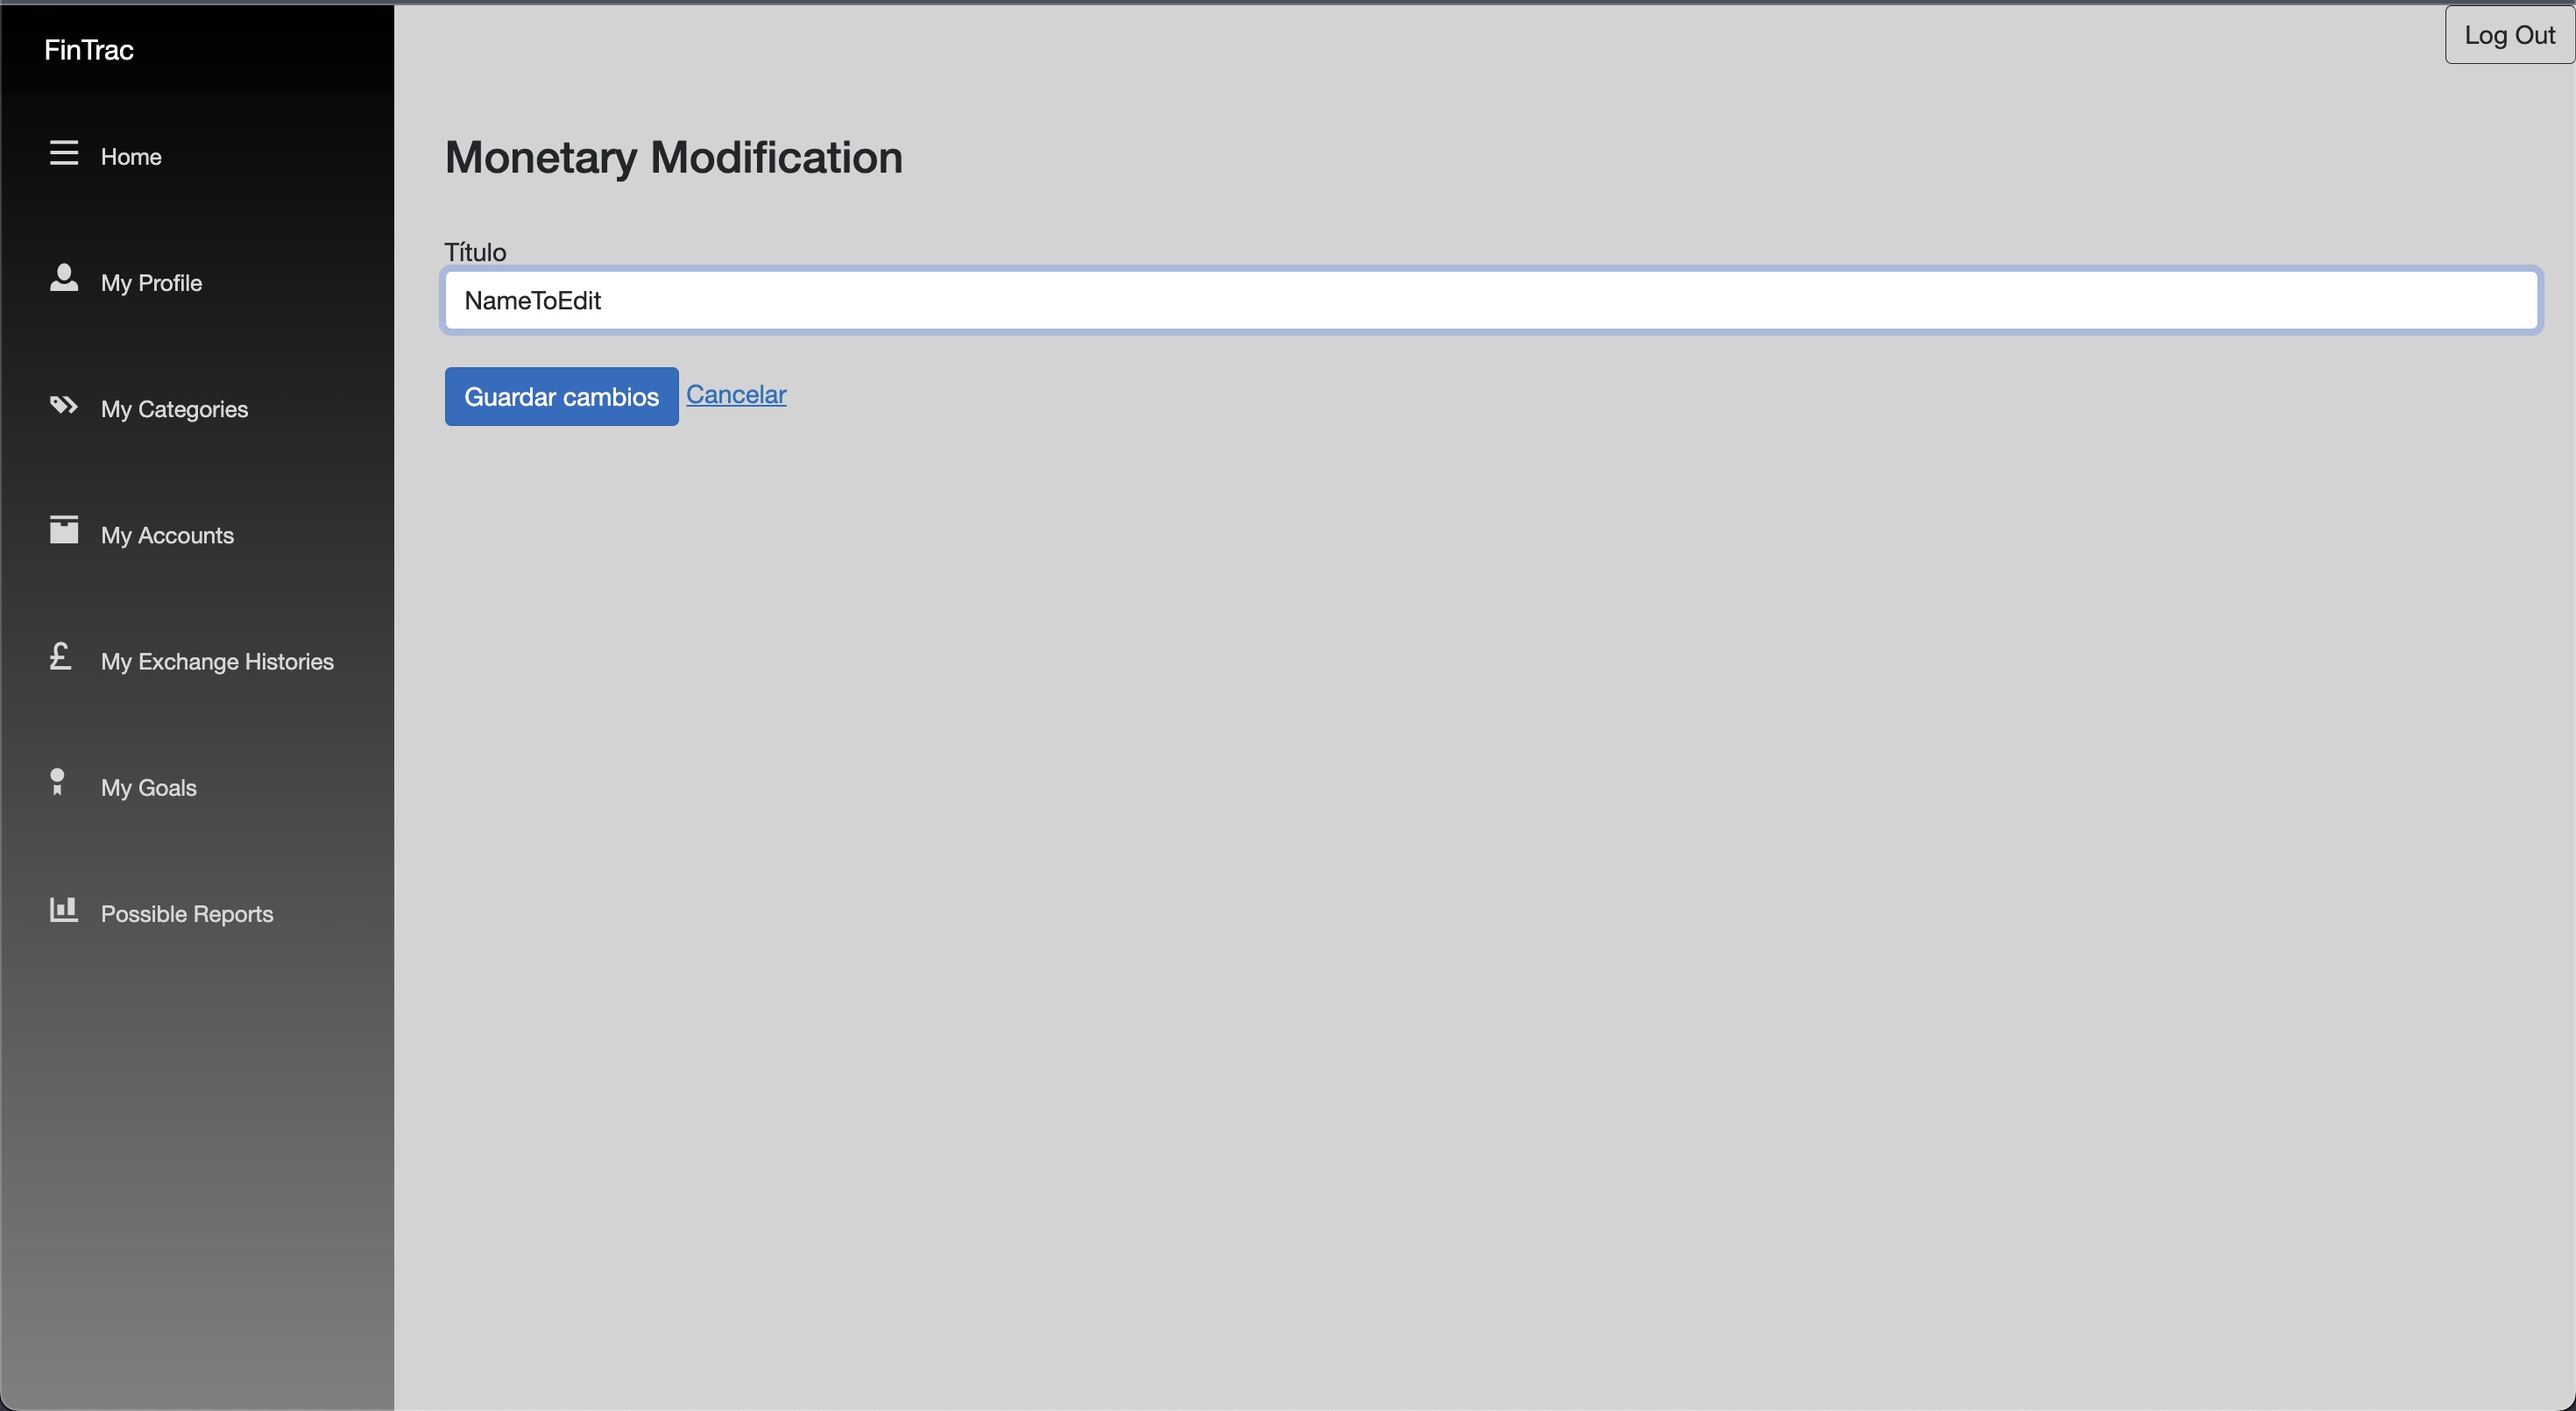 FinTrac
Log Out
Home
My Profile
My Categories
My Accounts
My Exchange Histories
My Goals
Possible Reports
Monetary Modification
Título
NameToEdit
Guardar cambios Cancelar